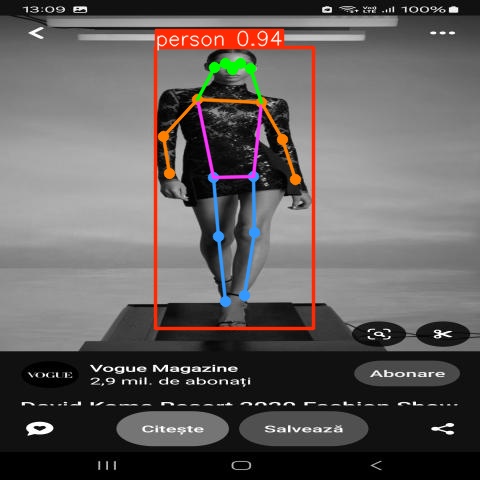 13:09 100%
person 0.94
VOGUE
Vogue Magazine
2,9 mil. de abonați
Abonare
Citește
Salvează